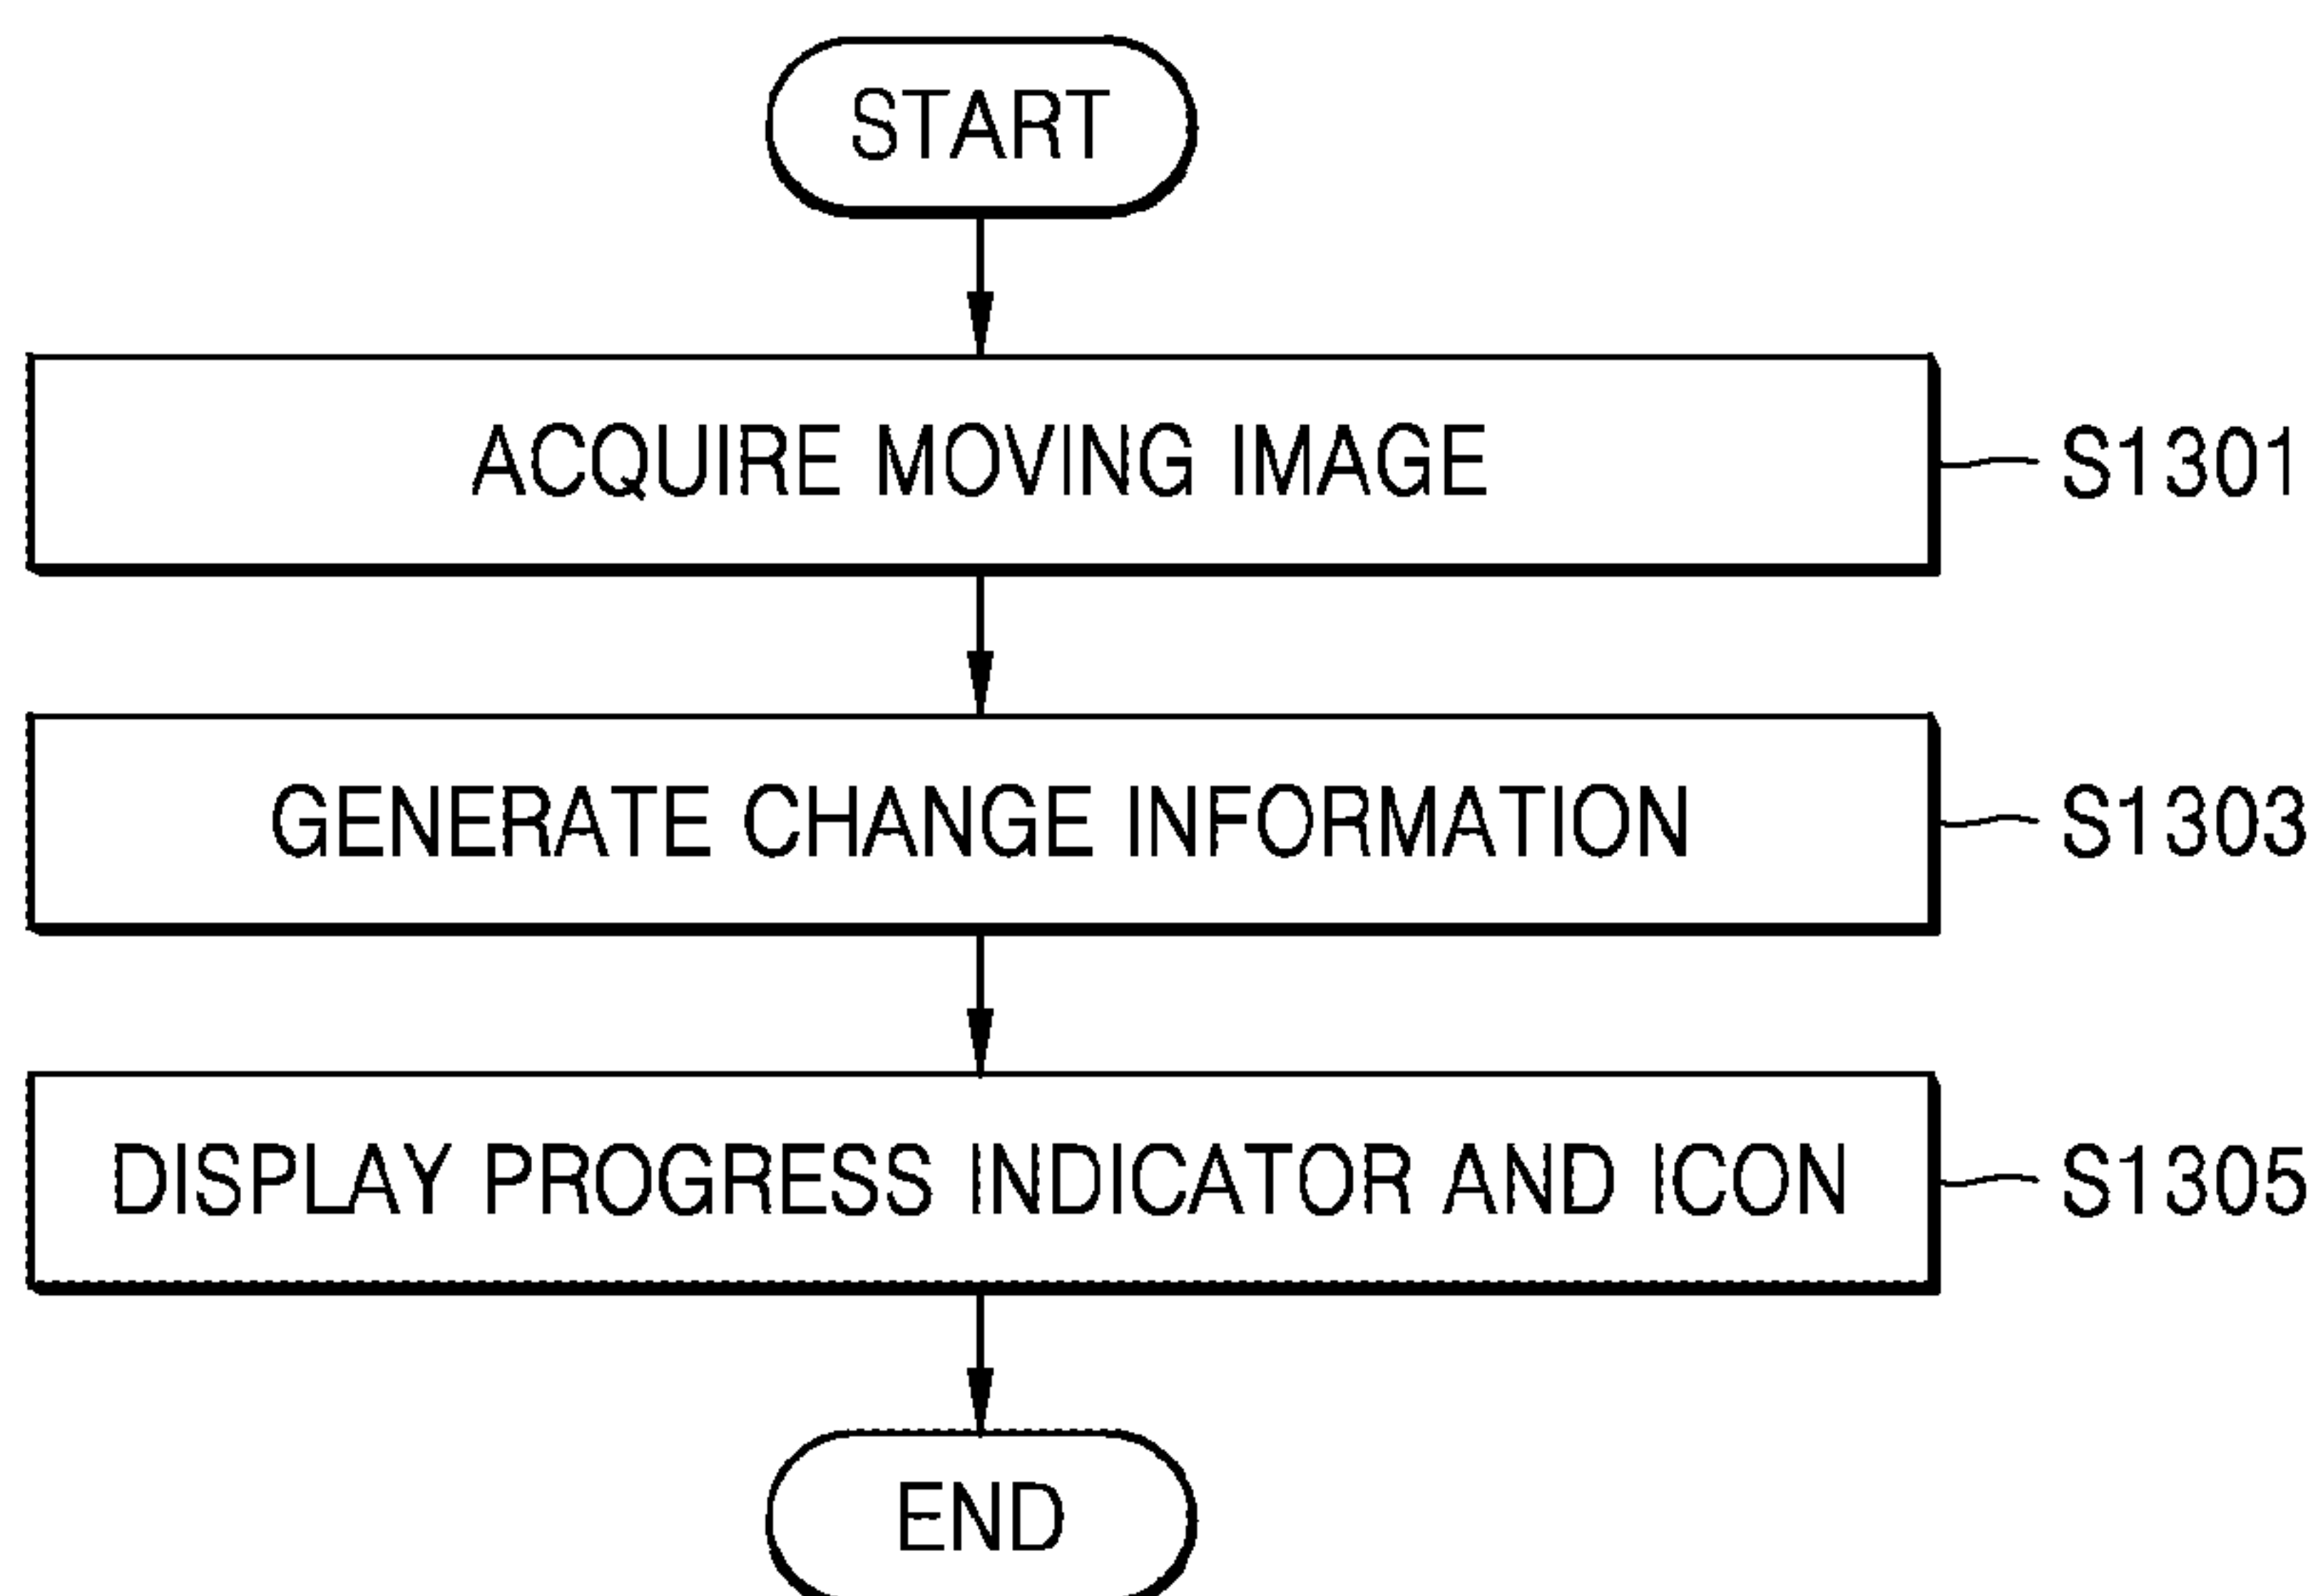 START
ACQUIRE MOVING IMAGE
S1301
GENERATE CHANGE INFORMATION
S1303
DISPLAY PROGRESS INDICATOR AND ICON
S1305
END